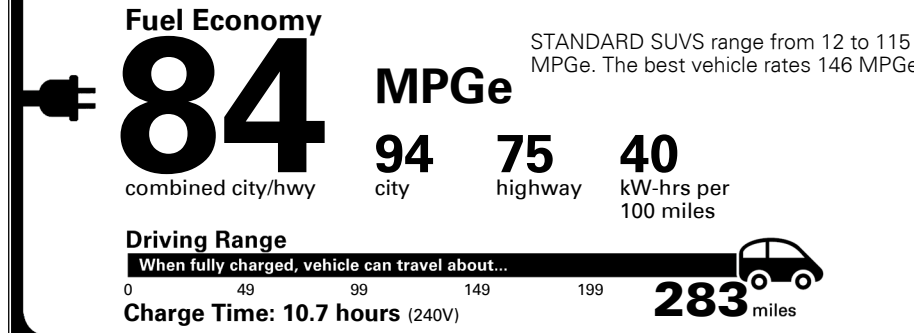 Fuel Economy
84
combined city/hwy
MPGe
STANDARD SUVS range from 12 to 115
MPGe. The best vehicle rates 146 MPGe
94
city
75
highway
40
kW-hrs per
100 miles
Driving Range
When fully charged, vehicle can travel about...
0 49 99 149 199
283 miles
Charge Time: 10.7 hours (240V)